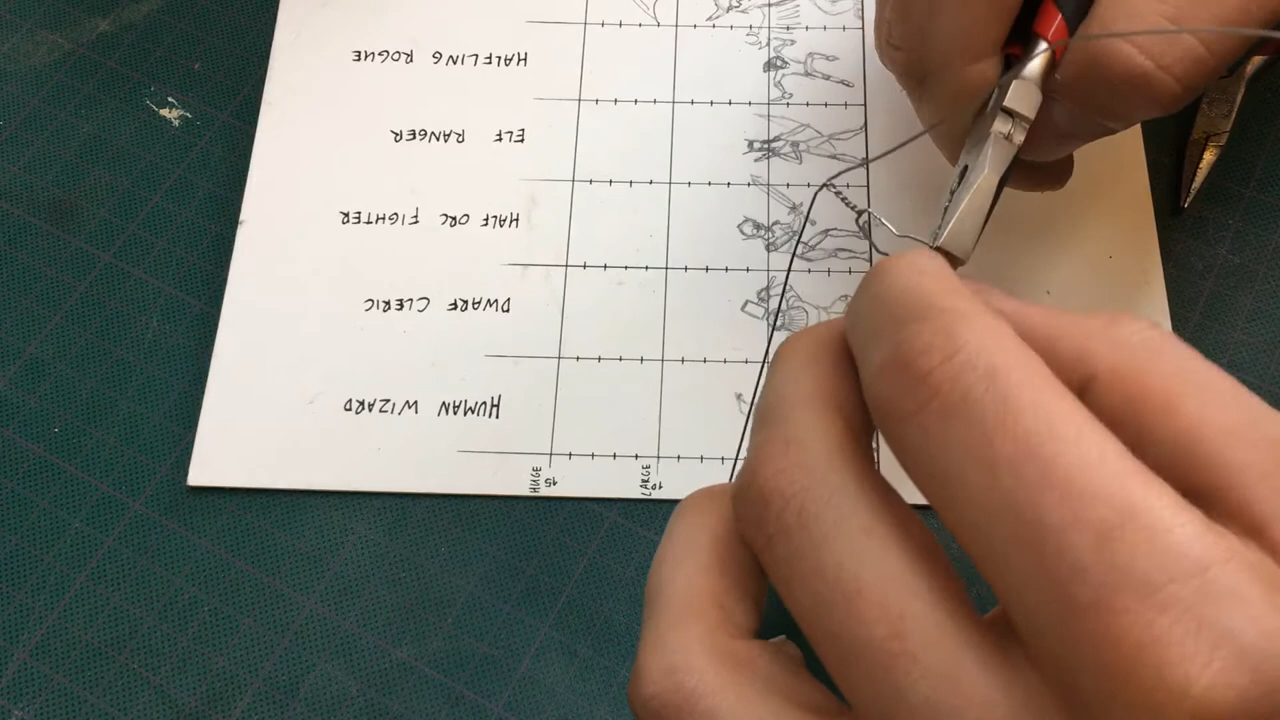 HUMAN WIZARD
DWARF CLERIC
HALF ORC FIGHTER
ELF RANGER
HALFLING ROGUE
LARGE
10
HUGE
15